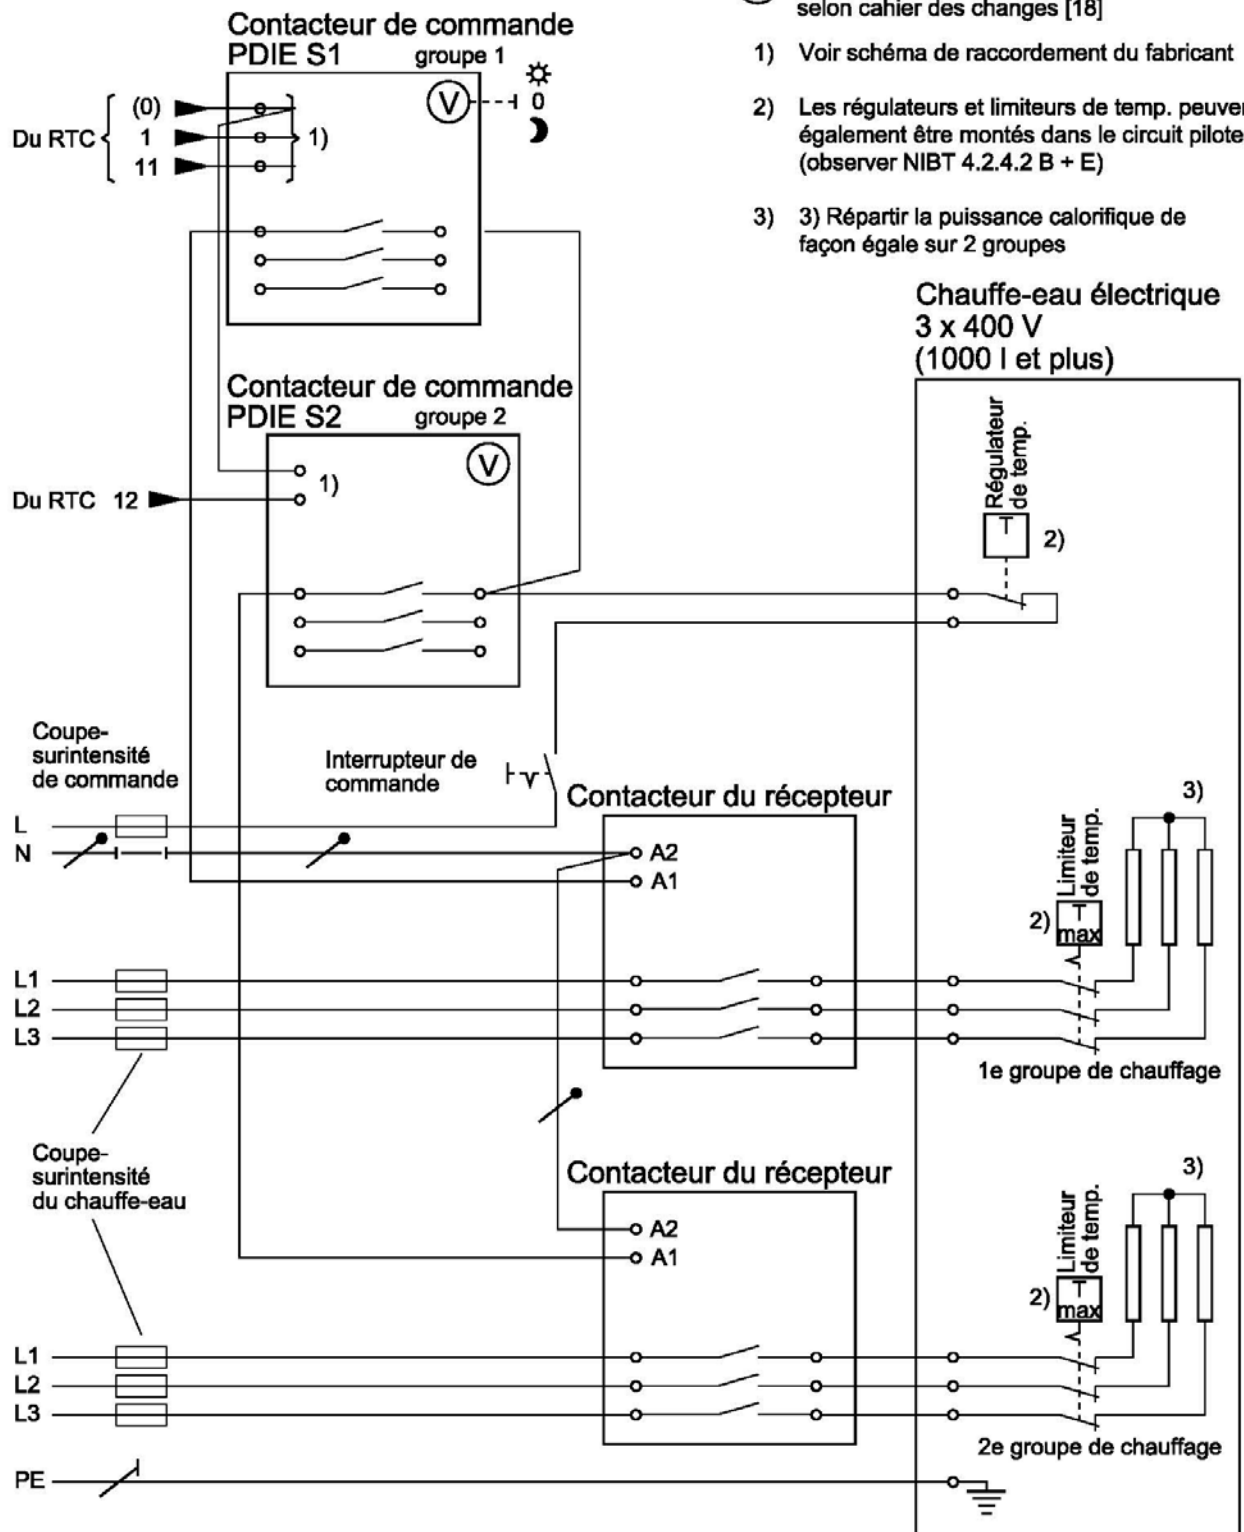 selon cahier des changes [18]
Contacteur de commande
PDIE S1 groupe 1
V
0
1) Voir schéma de raccordement du fabricant
Du RTC
(0)
1
11
1)
2) Les régulateurs et limiteurs de temp.
également être montés dans le circuit pilote
(observer NIBT 4.2.4.2 B + E)
3) 3) Répartir la puissance calorifique de
façon égale sur 2 groupes
Chauffe-eau électrique
3 x 400 V
(1000 l et plus)
Contacteur de commande
PDIE S2 groupe 2
V
1)
Du RTC 12
Régulateur
de temp.
T
2)
Coupe-
surintensité
de commande
Interrupteur de
commande
Contacteur du récepteur
L
N
A2
A1
3)
Limiteur
de temp.
2)
T
max
L1
L2
L3
1e groupe de chauffage
Coupe-
surintensité
du chauffe-eau
Contacteur du récepteur
A2
A1
3)
Limiteur
de temp.
2)
T
max
L1
L2
L3
2e groupe de chauffage
PE